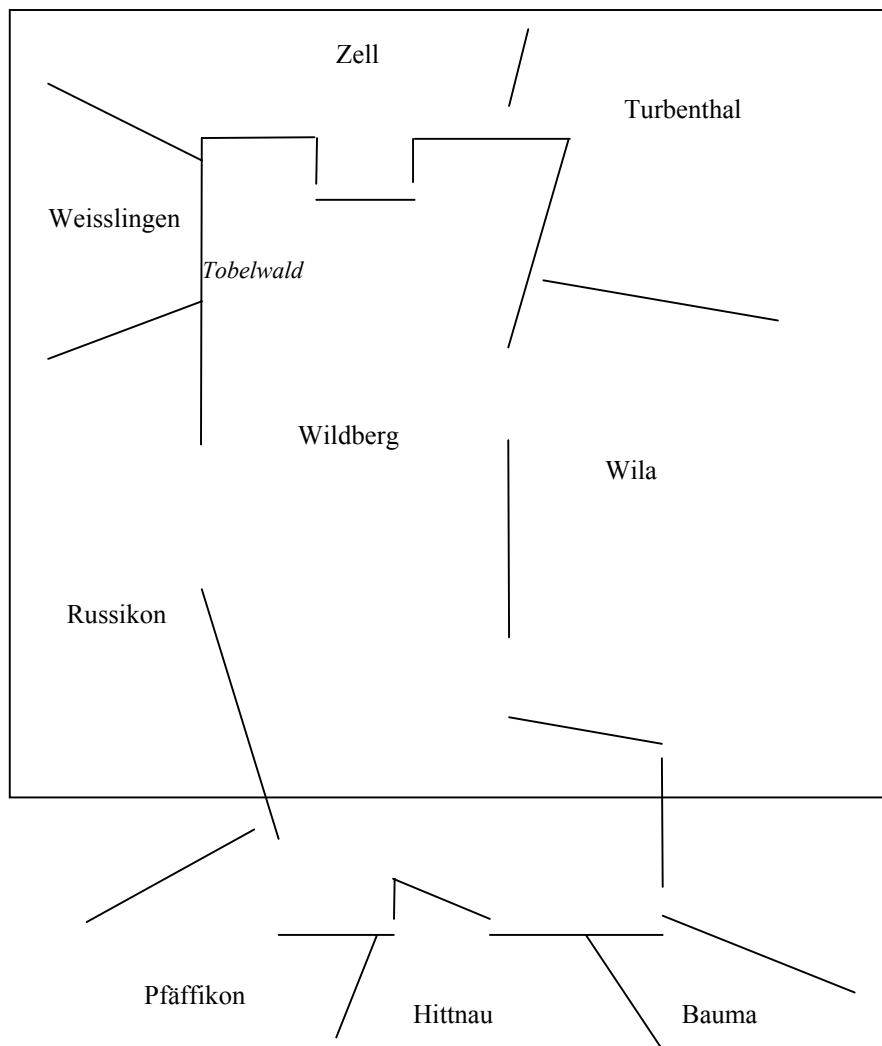 Zell
Turbenthal
Weisslingen
Tobelwald
Wildberg
Wila
Russikon
Pfäffikon
Hittnau
Bauma